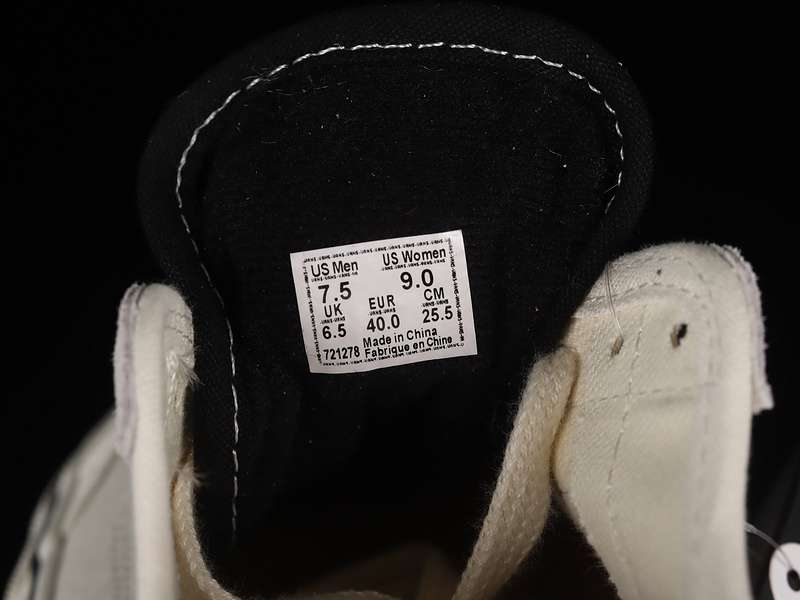 US Men US Women
7.5 9.0
UK EUR CM
6.5 40.0 25.5
Made in China
721278 Fabrique en Chine